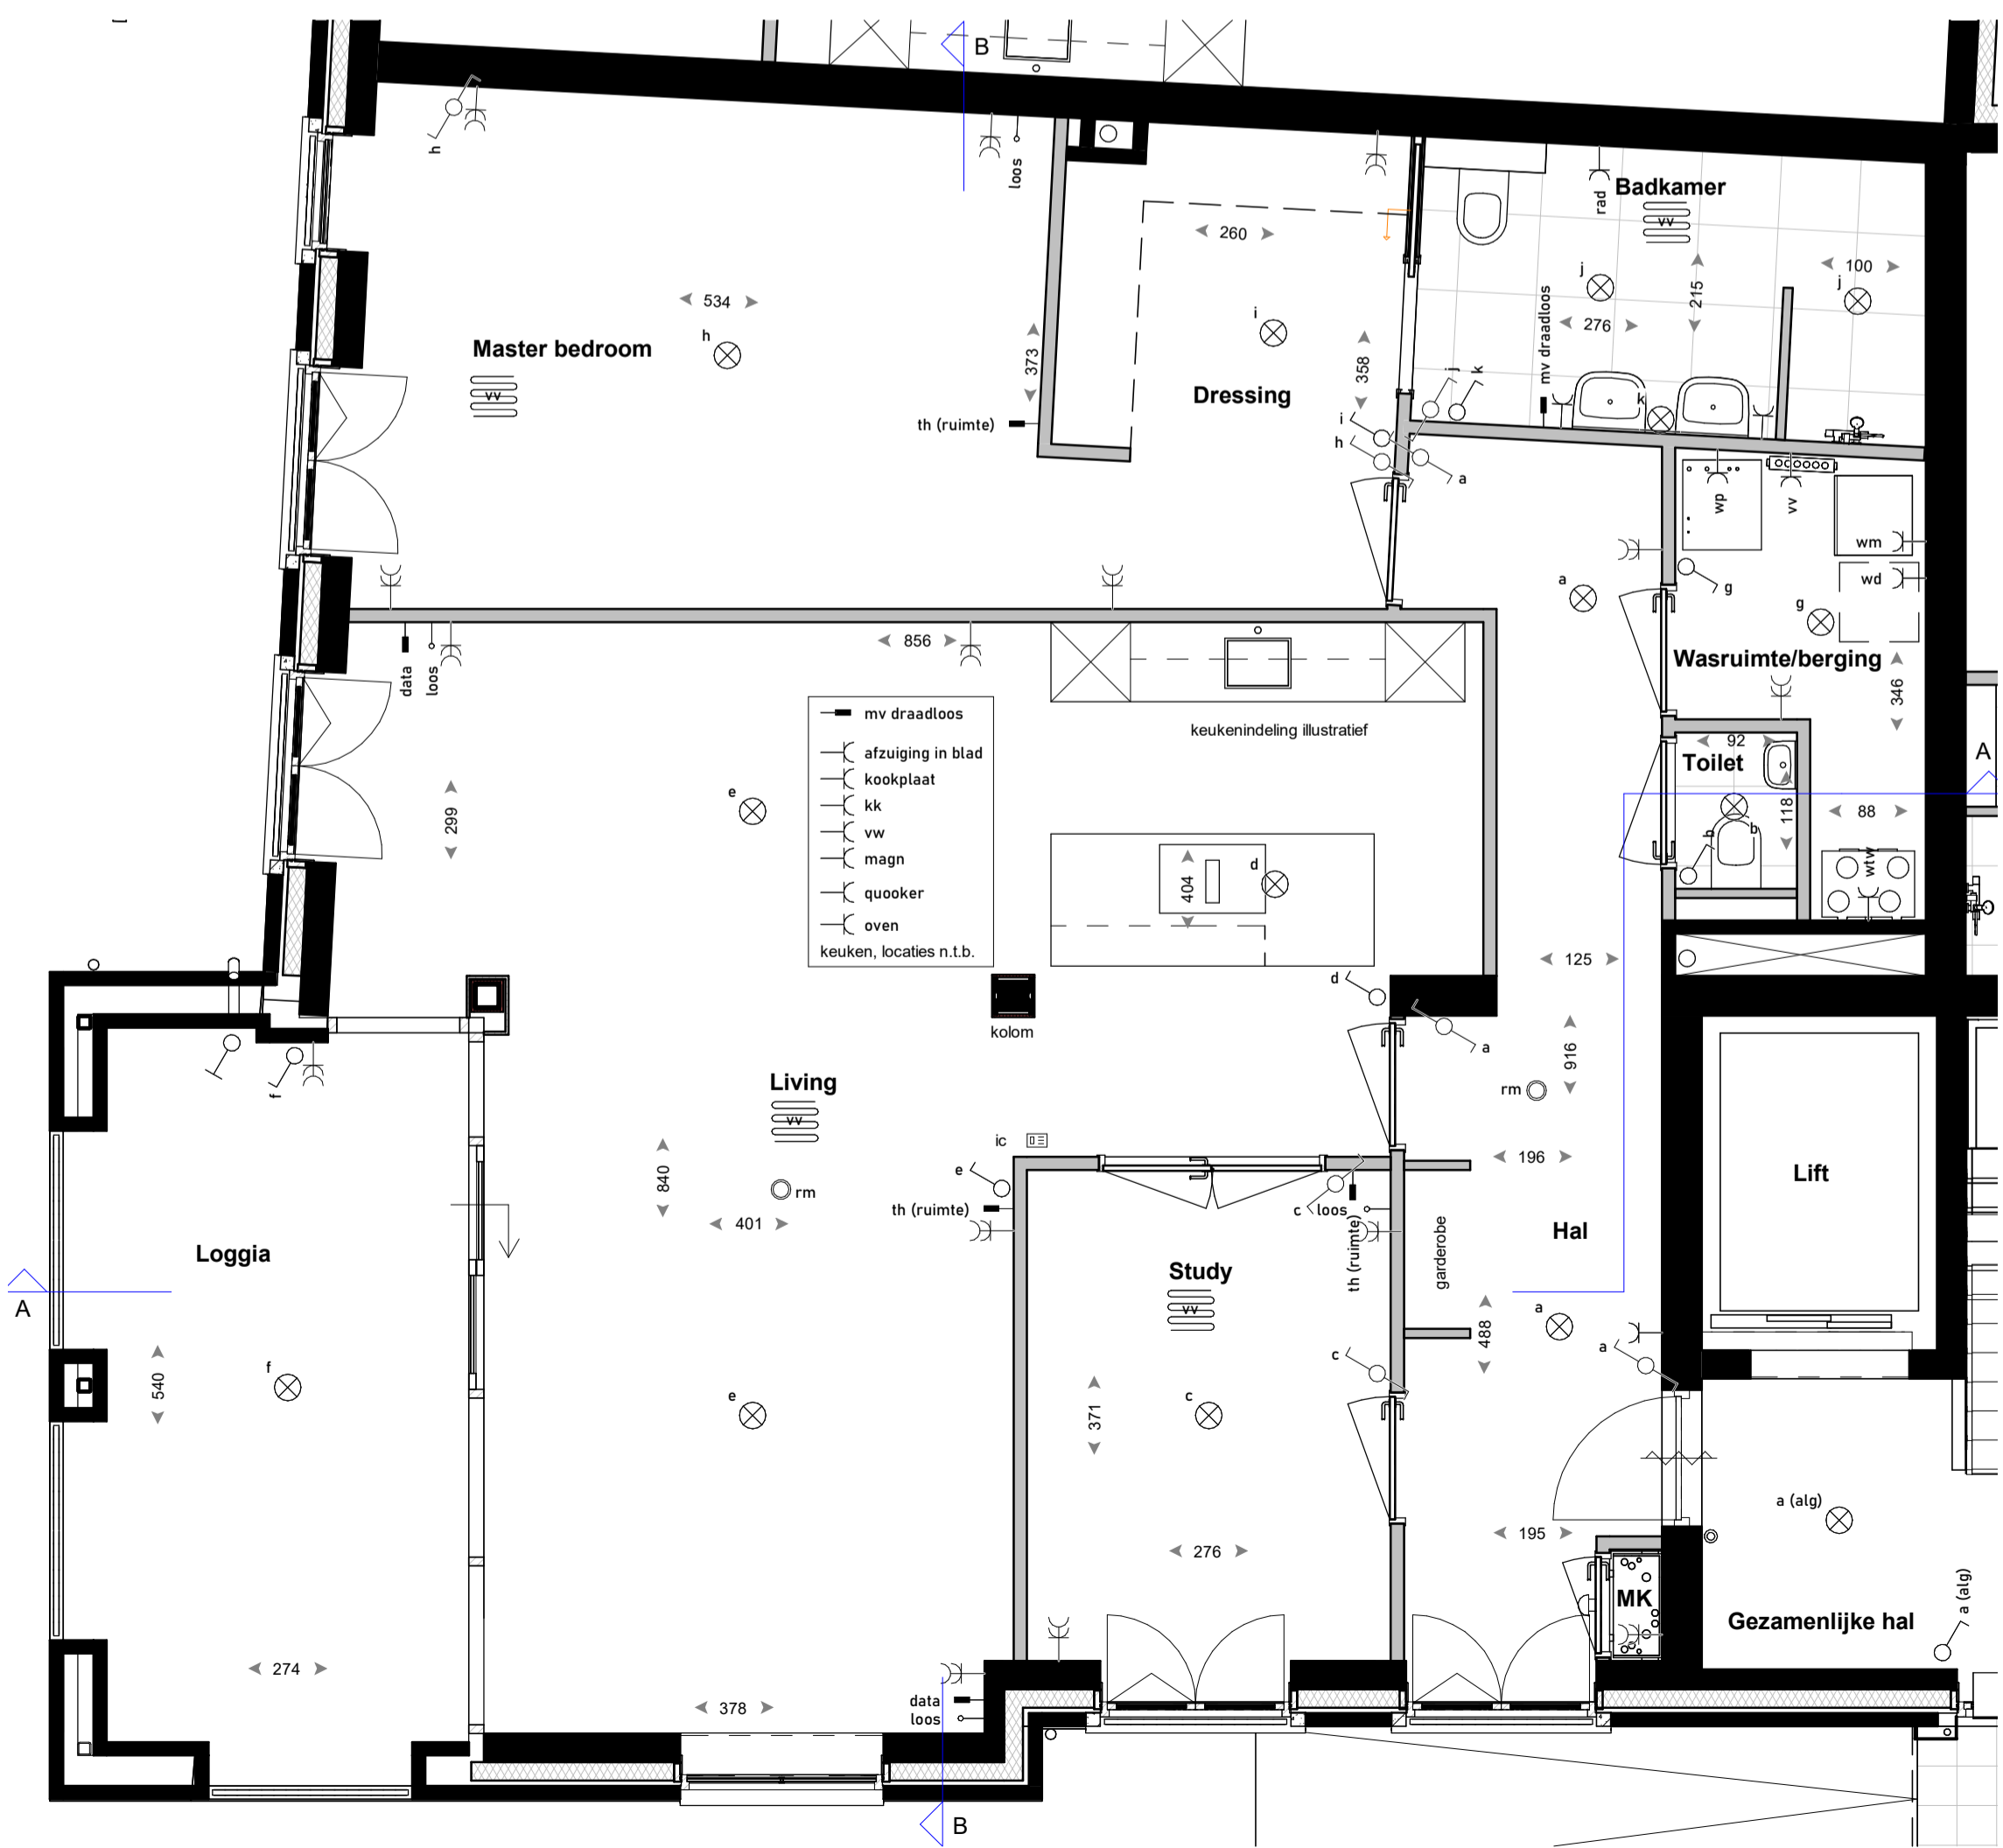 B
h
loos
Badkamer
rad
vv
260
100
j
j
534
215
276
mv draadloos
i
h
Master bedroom
vv
373
358
Dressing
j
k
k
th (ruimte)
i
h
a
wp
vv
wm
wd
a
g
g
856
data
loos
Wasruimte/berging
346
mv draadloos
afzuiging in blad
kookplaat
kk
vw
magn
quooker
oven
keuken, locaties n.t.b.
keukenindeling illustratief
92
Toilet
A
299
e
118
88
b
b
wtw
404
d
125
d
kolom
a
916
f
Living
vv
rm
ic
840
e
196
rm
th (ruimte)
c
loos
401
th (ruimte)
garderobe
Hal
Lift
Loggia
Study
vv
A
488
a
a
c
540
f
371
c
e
a (alg)
276
195
MK
a (alg)
Gezamenlijke hal
274
data
loos
378
B